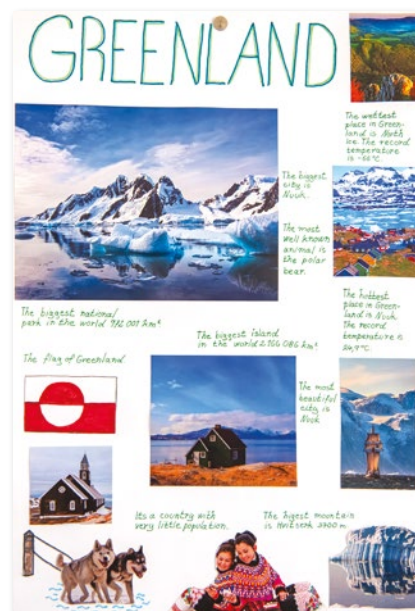 GREENLAND
The wettest
place in Green-
land is North
ice. The record
temperature
is -66°C.
The biggest
city is
Nuuk.
The most
well known
animal is
the polar
bear.
The hottest
place in Green-
land is Nuuk
The record
temperature is
24,9°C
The biggest national
park in the world 972 001 km²
The biggest island
in the world 2 166 086 km²
The flag of Greenland
The most
beautiful
city is
Nuuk
Its a country with
very little population.
The higest mountain
is 3700 m